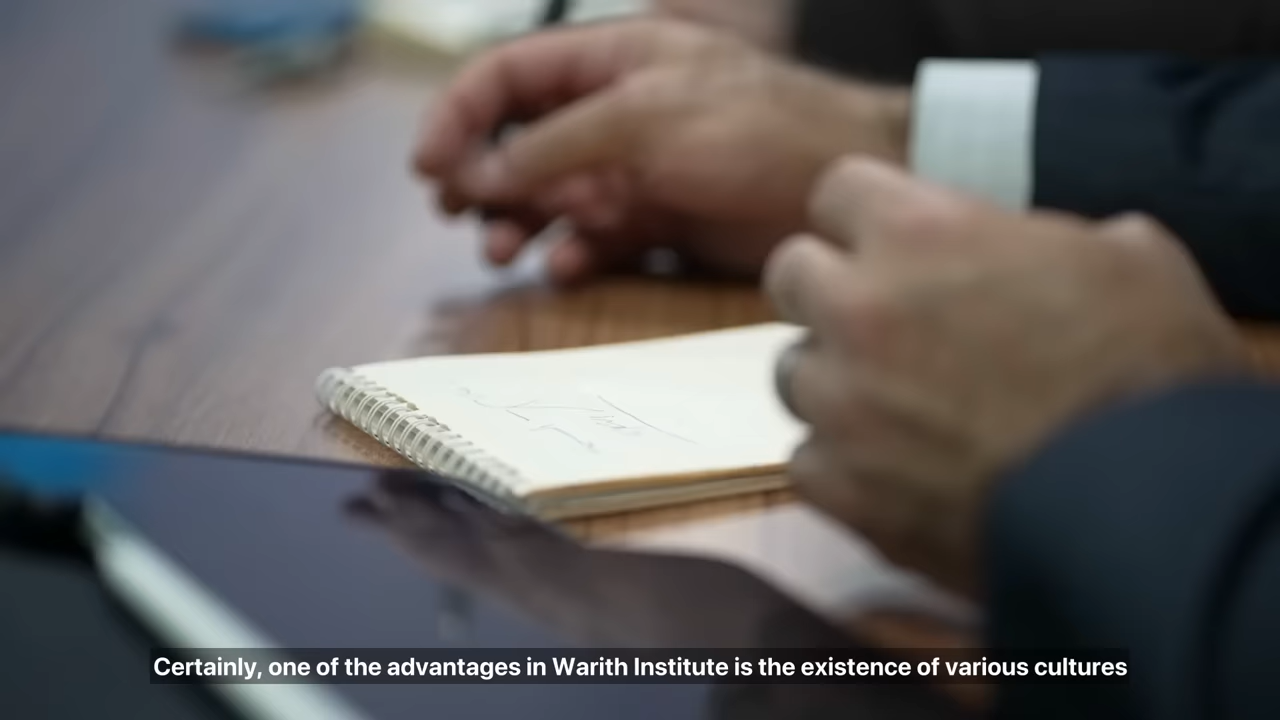 Certainly, one of the advantages in Warith Institute is the existence of various cultures